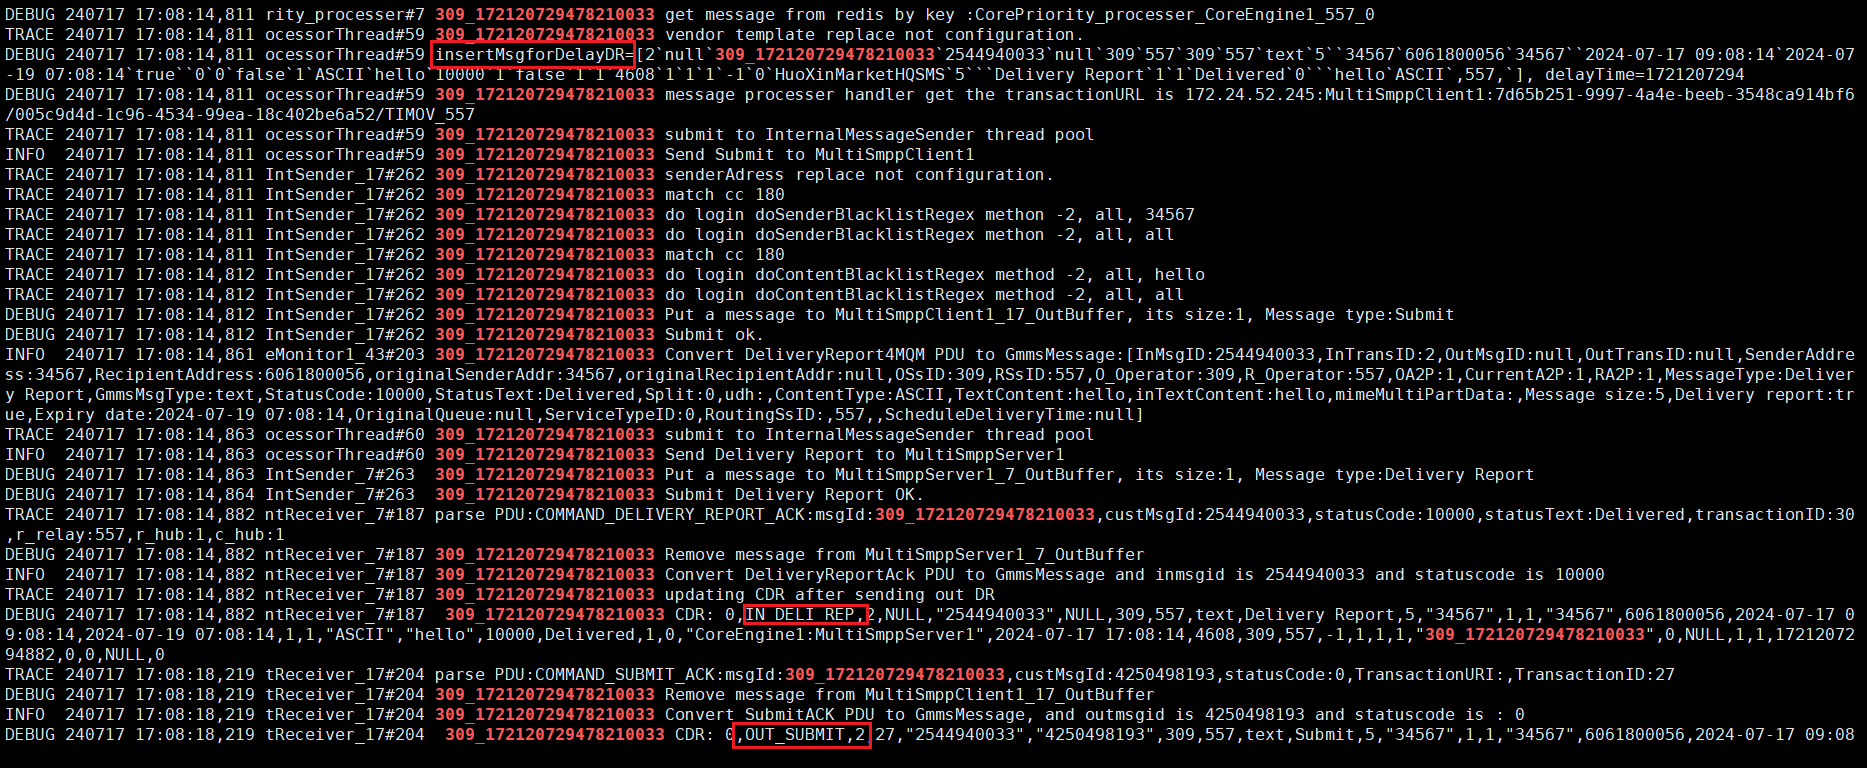 DEBUG 240717 17:08:14,811 rity_processer#7 309_172120729478210033 get message from redis by key :CorePriority_processer_CoreEngine1_557_0
TRACE 240717 17:08:14,811 ocessorThread#59 309_172120729478210033 vendor template replace not configuration.
DEBUG 240717 17:08:14,811 ocessorThread#59 insertMsgforDelayDR=[2`null`309_172120729478210033`2544940033`null`309`557`309`557`text`5``34567`6061800056`34567``2024-07-17 09:08:14`2024-07
-19 07:08:14`true``0`0`false`1`ASCII`hello`10000`1`false`1`1`4608`1`1`1`-1`0`HuoXinMarketHQSMS`5```Delivery Report`1`1`Delivered`0```hello`ASCII`,557,`], delayTime=1721207294
DEBUG 240717 17:08:14,811 ocessorThread#59 309_172120729478210033 message processer handler get the transactionURL is 172.24.52.245:MultiSmppClient1:7d65b251-9997-4a4e-beeb-3548ca914bf6
/005c9d4d-1c96-4534-99ea-18c402be6a52/TIMOV_557
TRACE 240717 17:08:14,811 ocessorThread#59 309_172120729478210033 submit to InternalMessageSender thread pool
INFO  240717 17:08:14,811 ocessorThread#59 309_172120729478210033 Send Submit to MultiSmppClient1
TRACE 240717 17:08:14,811 IntSender_17#262 309_172120729478210033 senderAdress replace not configuration.
TRACE 240717 17:08:14,811 IntSender_17#262 309_172120729478210033 match cc 180
TRACE 240717 17:08:14,811 IntSender_17#262 309_172120729478210033 do login doSenderBlacklistRegex methon -2, all, 34567
TRACE 240717 17:08:14,811 IntSender_17#262 309_172120729478210033 do login doSenderBlacklistRegex methon -2, all, all
TRACE 240717 17:08:14,811 IntSender_17#262 309_172120729478210033 match cc 180
TRACE 240717 17:08:14,812 IntSender_17#262 309_172120729478210033 do login doContentBlacklistRegex method -2, all, hello
TRACE 240717 17:08:14,812 IntSender_17#262 309_172120729478210033 do login doContentBlacklistRegex method -2, all, all
DEBUG 240717 17:08:14,812 IntSender_17#262 309_172120729478210033 Put a message to MultiSmppClient1_17_OutBuffer, its size:1, Message type:Submit
DEBUG 240717 17:08:14,812 IntSender_17#262 309_172120729478210033 Submit ok.
INFO  240717 17:08:14,861 eMonitor1_43#203 309_172120729478210033 Convert DeliveryReport4MQM PDU to GmmsMessage:[InMsgID:2544940033,InTransID:2,OutMsgID:null,OutTransID:null,SenderAddre
ss:34567,RecipientAddress:6061800056,originalSenderAddr:34567,originalRecipientAddr:null,OSsID:309,RSsID:557,O_Operator:309,R_Operator:557,OA2P:1,CurrentA2P:1,RA2P:1,MessageType:Deliver
y Report,GmmsMsgType:text,StatusCode:10000,StatusText:Delivered,Split:0,udh:,ContentType:ASCII,TextContent:hello,inTextContent:hello,mimeMultiPartData:,Message size:5,Delivery report:tr
ue,Expiry date:2024-07-19 07:08:14,OriginalQueue:null,ServiceTypeID:0,RoutingSsID:,557,,ScheduleDeliveryTime:null]
TRACE 240717 17:08:14,863 ocessorThread#60 309_172120729478210033 submit to InternalMessageSender thread pool
INFO  240717 17:08:14,863 ocessorThread#60 309_172120729478210033 Send Delivery Report to MultiSmppServer1
DEBUG 240717 17:08:14,863 IntSender_7#263  309_172120729478210033 Put a message to MultiSmppServer1_7_OutBuffer, its size:1, Message type:Delivery Report
DEBUG 240717 17:08:14,864 IntSender_7#263  309_172120729478210033 Submit Delivery Report OK.
TRACE 240717 17:08:14,882 ntReceiver_7#187 parse PDU:COMMAND_DELIVERY_REPORT_ACK:msgId:309_172120729478210033,custMsgId:2544940033,statusCode:10000,statusText:Delivered,transactionID:30
,r_relay:557,r_hub:1,c_hub:1
DEBUG 240717 17:08:14,882 ntReceiver_7#187 309_172120729478210033 Remove message from MultiSmppServer1_7_OutBuffer
INFO  240717 17:08:14,882 ntReceiver_7#187 309_172120729478210033 Convert DeliveryReportAck PDU to GmmsMessage and inmsgid is 2544940033 and statuscode is 10000
TRACE 240717 17:08:14,882 ntReceiver_7#187 309_172120729478210033 updating CDR after sending out DR
DEBUG 240717 17:08:14,882 ntReceiver_7#187  309_172120729478210033 CDR: 0,IN_DELI_REP,2,NULL,"2544940033",NULL,309,557,text,Delivery Report,5,"34567",1,1,"34567",6061800056,2024-07-17 0
9:08:14,2024-07-19 07:08:14,1,1,"ASCII","hello",10000,Delivered,1,0,"CoreEngine1:MultiSmppServer1",2024-07-17 17:08:14,4608,309,557,-1,1,1,1,"309_172120729478210033",0,NULL,1,1,17212072
94882,0,0,NULL,0
TRACE 240717 17:08:18,219 tReceiver_17#204 parse PDU:COMMAND_SUBMIT_ACK:msgId:309_172120729478210033,custMsgId:4250498193,statusCode:0,TransactionURI:,TransactionID:27
DEBUG 240717 17:08:18,219 tReceiver_17#204 309_172120729478210033 Remove message from MultiSmppClient1_17_OutBuffer
INFO  240717 17:08:18,219 tReceiver_17#204 309_172120729478210033 Convert SubmitACK PDU to GmmsMessage, and outmsgid is 4250498193 and statuscode is : 0
DEBUG 240717 17:08:18,219 tReceiver_17#204  309_172120729478210033 CDR: 0,OUT_SUBMIT,2,27,"2544940033","4250498193",309,557,text,Submit,5,"34567",1,1,"34567",6061800056,2024-07-17 09:08